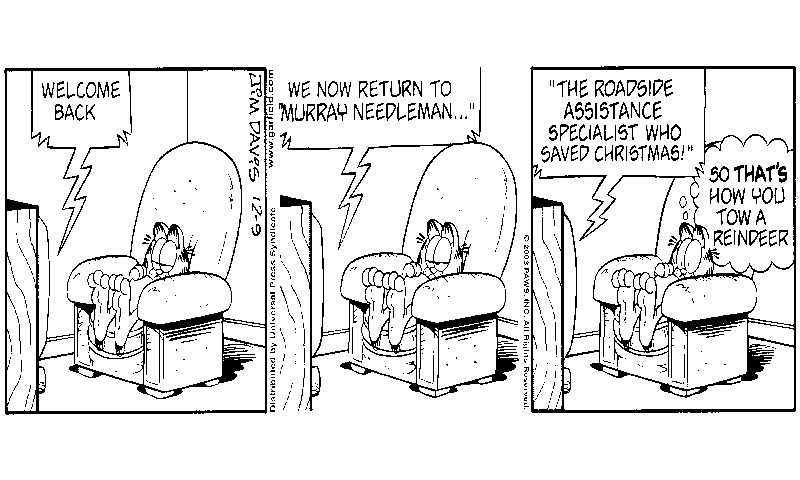 WELCOME
BACK
JIM DAVIS 12-9
www.garfield.com
Distributed by Universal Press Syndicate
WE NOW RETURN TO
"MURRAY NEEDLEMAN..."
© 2003 PAWS, INC. All Rights Reserved.
"THE ROADSIDE
ASSISTANCE
SPECIALIST WHO
SAVED CHRISTMAS!"
SO THAT'S
HOW YOU
TOW A
REINDEER